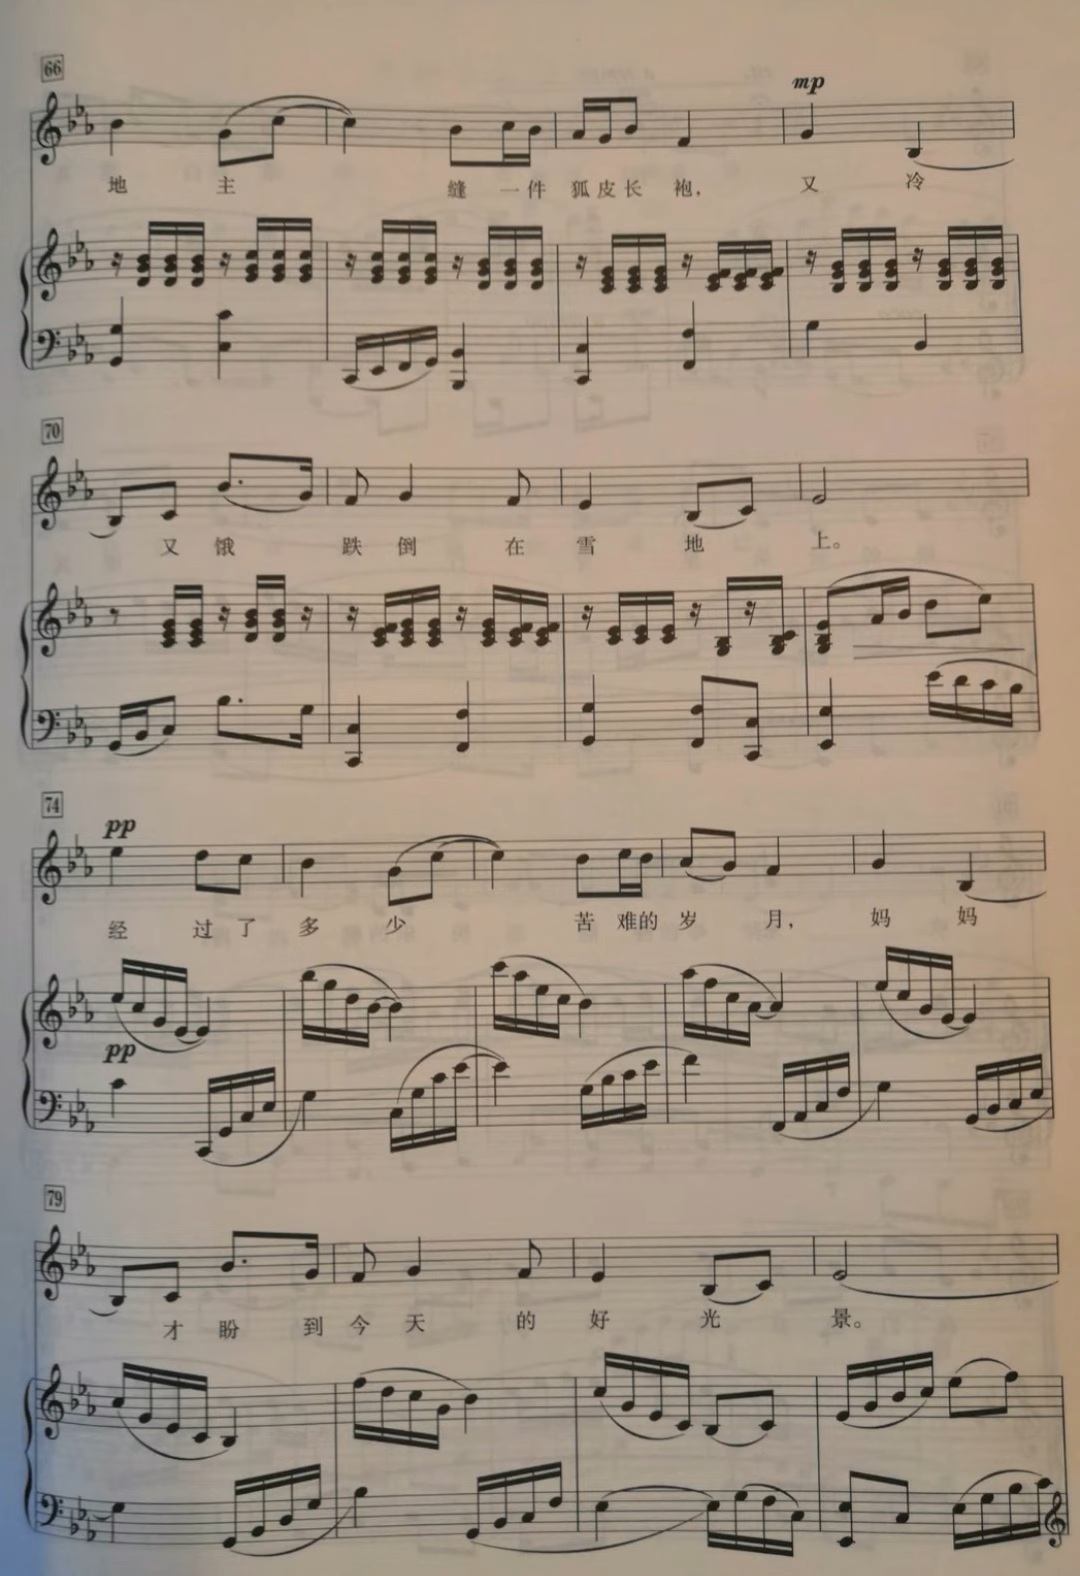 66
mp
地 主 缝 一 件 狐 皮 长 袍, 又 冷
70
又 饿 跌 倒 在 雪 地 上。
74
pp
经 过 了 多 少 苦 难 的 岁 月, 妈 妈
pp
79
才 盼 到 今 天 的 好 光 景。